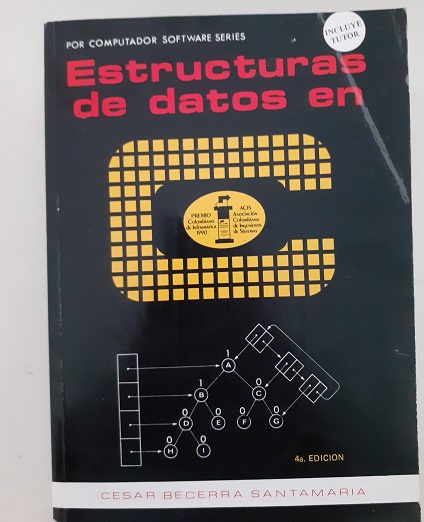 POR COMPUTADOR SOFTWARE SERIES
INCLUYE
TUTOR
Estructuras
de datos en
C
PREMIO
Colombiano
de Informática
1990
ACIS
Asociación
Colombiana
de Ingenieros
de Sistemas
1
A
1
B
0
C
0
D
0
E
0
F
0
G
0
H
0
I
4a. EDICION
CESAR BECERRA SANTAMARIA